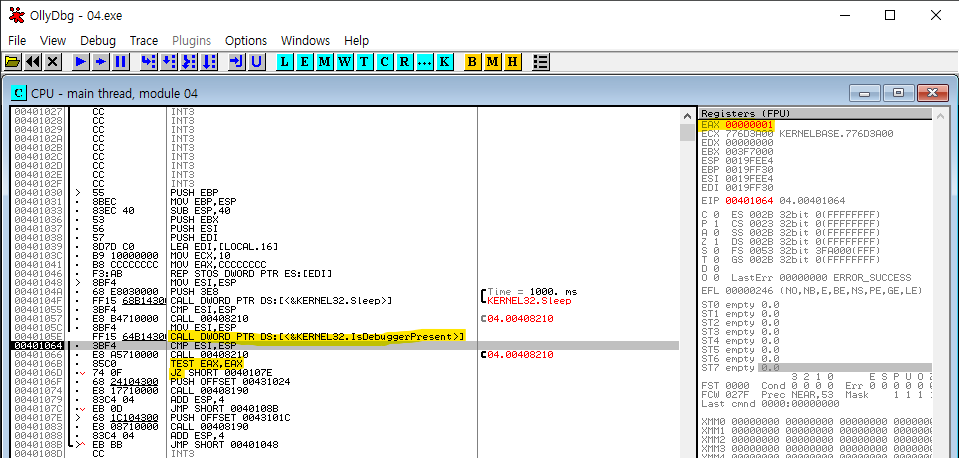 OllyDbg - 04.exe
File View Debug Trace Plugins Options Windows Help
L E M W T C R ... K B M H
C CPU - main thread, module 04
00401027 CC INT3
00401028 CC INT3
00401029 CC INT3
0040102A CC INT3
0040102B CC INT3
0040102C CC INT3
0040102D CC INT3
0040102E CC INT3
0040102F CC INT3
00401030 > 55 PUSH EBP
00401031 . 8BEC MOV EBP,ESP
00401033 . 83EC 40 SUB ESP,40
00401036 . 53 PUSH EBX
00401037 . 56 PUSH ESI
00401038 . 57 PUSH EDI
00401039 . 8D7D C0 LEA EDI,[LOCAL.16]
0040103C . B9 10000000 MOV ECX,10
00401041 . B8 CCCCCCCC MOV EAX,CCCCCCCC
00401046 . F3:AB REP STOS DWORD PTR ES:[EDI]
00401048 > 8BF4 MOV ESI,ESP
0040104A . 68 E8030000 PUSH 3E8 Time = 1000. ms
0040104F . FF15 68B14300 CALL DWORD PTR DS:[<&KERNEL32.Sleep>] KERNEL32.Sleep
00401055 . 3BF4 CMP ESI,ESP
00401057 . E8 B4710000 CALL 00408210 04.00408210
0040105C . 8BF4 MOV ESI,ESP
0040105E . FF15 64B14300 CALL DWORD PTR DS:[<&KERNEL32.IsDebuggerPresent>]
00401064 . 3BF4 CMP ESI,ESP
00401066 . E8 A5710000 CALL 00408210 04.00408210
0040106B . 85C0 TEST EAX,EAX
0040106D . 74 0F JZ SHORT 0040107E
0040106F . 68 24104300 PUSH OFFSET 00431024
00401074 . E8 17710000 CALL 00408190
00401079 . 83C4 04 ADD ESP,4
0040107C . EB 0D JMP SHORT 0040108B
0040107E > 68 1C104300 PUSH OFFSET 0043101C
00401083 . E8 08710000 CALL 00408190
00401088 . 83C4 04 ADD ESP,4
0040108B > EB BB JMP SHORT 00401048
0040108D CC INT3
Registers (FPU)
EAX 00000001
ECX 776D3A00 KERNELBASE.776D3A00
EDX 00000000
EBX 003F7000
ESP 0019FEE4
EBP 0019FF30
ESI 0019FEE4
EDI 0019FF30
EIP 00401064 04.00401064
C 0 ES 002B 32bit 0(FFFFFFFF)
P 1 CS 0023 32bit 0(FFFFFFFF)
A 0 SS 002B 32bit 0(FFFFFFFF)
Z 1 DS 002B 32bit 0(FFFFFFFF)
S 0 FS 0053 32bit 3FA000(FFF)
T 0 GS 002B 32bit 0(FFFFFFFF)
D 0
O 0 LastErr 00000000 ERROR_SUCCESS
EFL 00000246 (NO,NB,E,BE,NS,PE,GE,LE)
ST0 empty 0.0
ST1 empty 0.0
ST2 empty 0.0
ST3 empty 0.0
ST4 empty 0.0
ST5 empty 0.0
ST6 empty 0.0
ST7 empty 0.0
3 2 1 0 E S P U O Z
FST 0000 Cond 0 0 0 0 Err 0 0 0 0 0 0
FCW 027F Prec NEAR,53 Mask 1 1 1 1
Last cmnd 0000:00000000
XMM0 00000000 00000000 00000000
XMM1 00000000 00000000 00000000
XMM2 00000000 00000000 00000000
XMM3 00000000 00000000 00000000